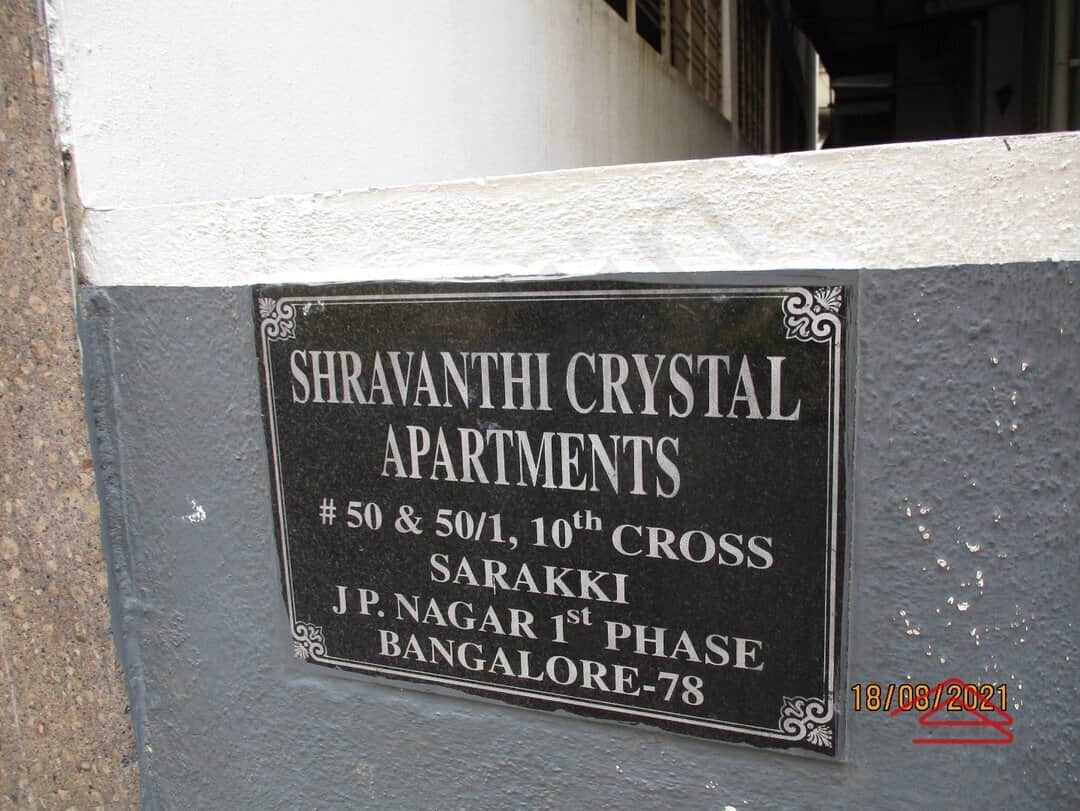 SHRAVANTHI CRYSTAL
APARTMENTS
# 50 & 50/1, 10th CROSS
SARAKKI
J P. NAGAR 1st PHASE
BANGALORE-78
18/08/2021